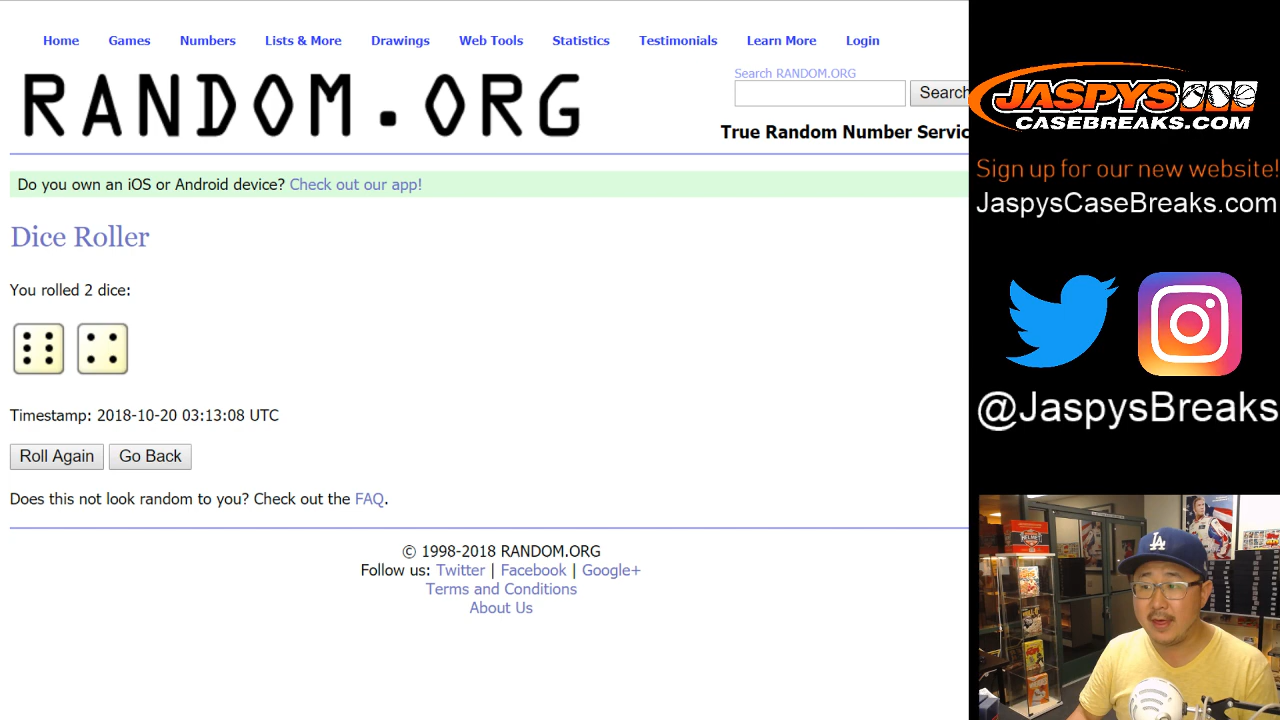 Home Games Numbers Lists & More Drawings Web Tools Statistics Testimonials Learn More Login
RANDOM.ORG
Search RANDOM.ORG
Search
True Random Number Servic
Do you own an iOS or Android device? Check out our app!
Dice Roller
You rolled 2 dice:
Timestamp: 2018-10-20 03:13:08 UTC
Roll Again Go Back
Does this not look random to you? Check out the FAQ.
© 1998-2018 RANDOM.ORG
Follow us: Twitter | Facebook | Google+
Terms and Conditions
About Us
JASPYS
CASEBREAKS.COM
Sign up for our new website!
JaspysCaseBreaks.com
@JaspysBreaks
HELMET
LA